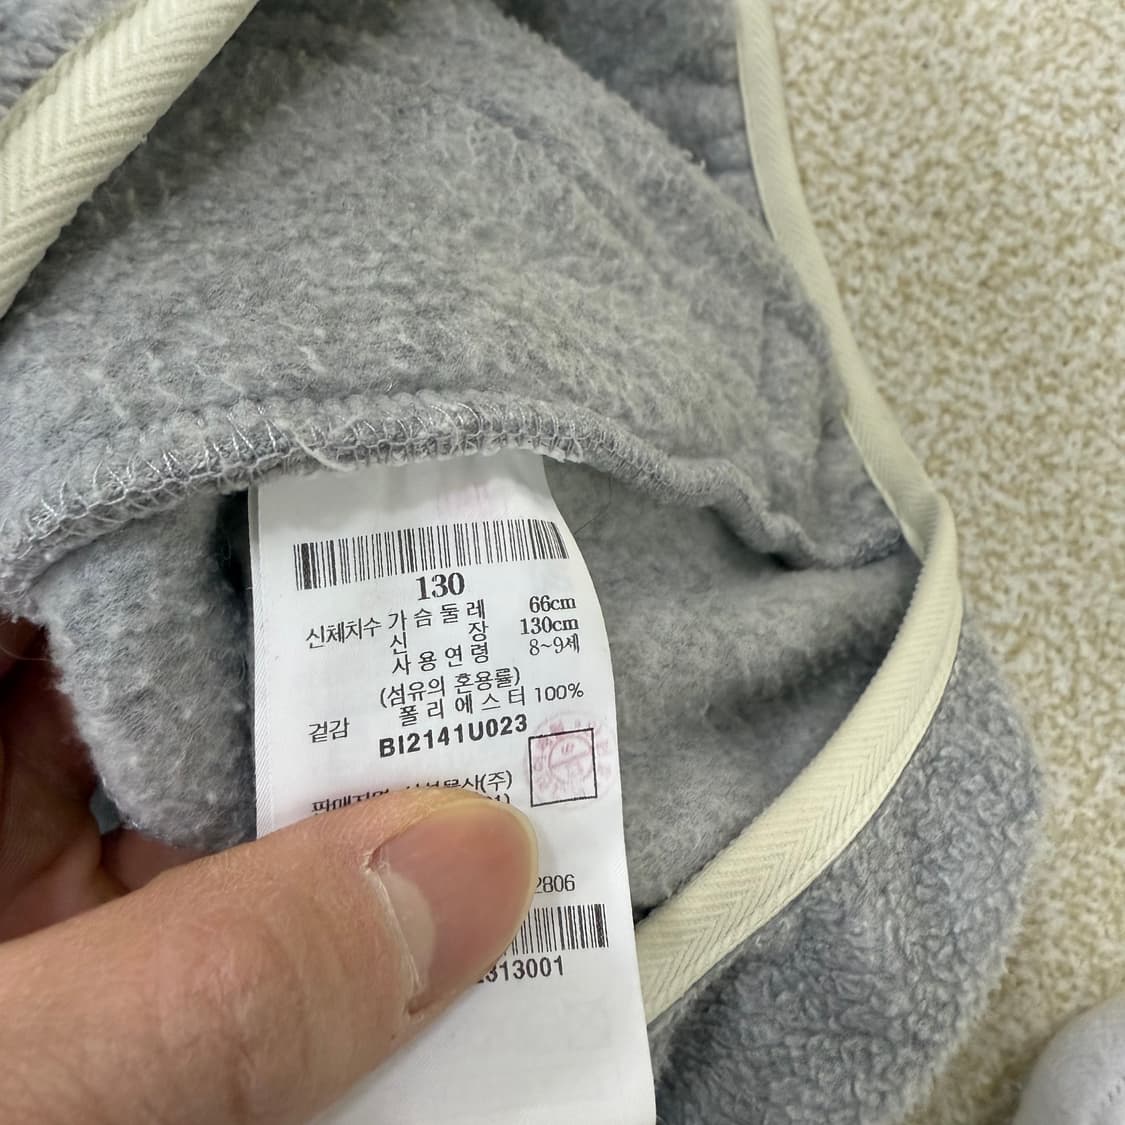 130
신체치수 가슴둘레 66cm
신 장 130cm
사용연령 8~9세
(섬유의 혼용률)
겉감 폴리에스터 100%
BI2141U023
2806
313001